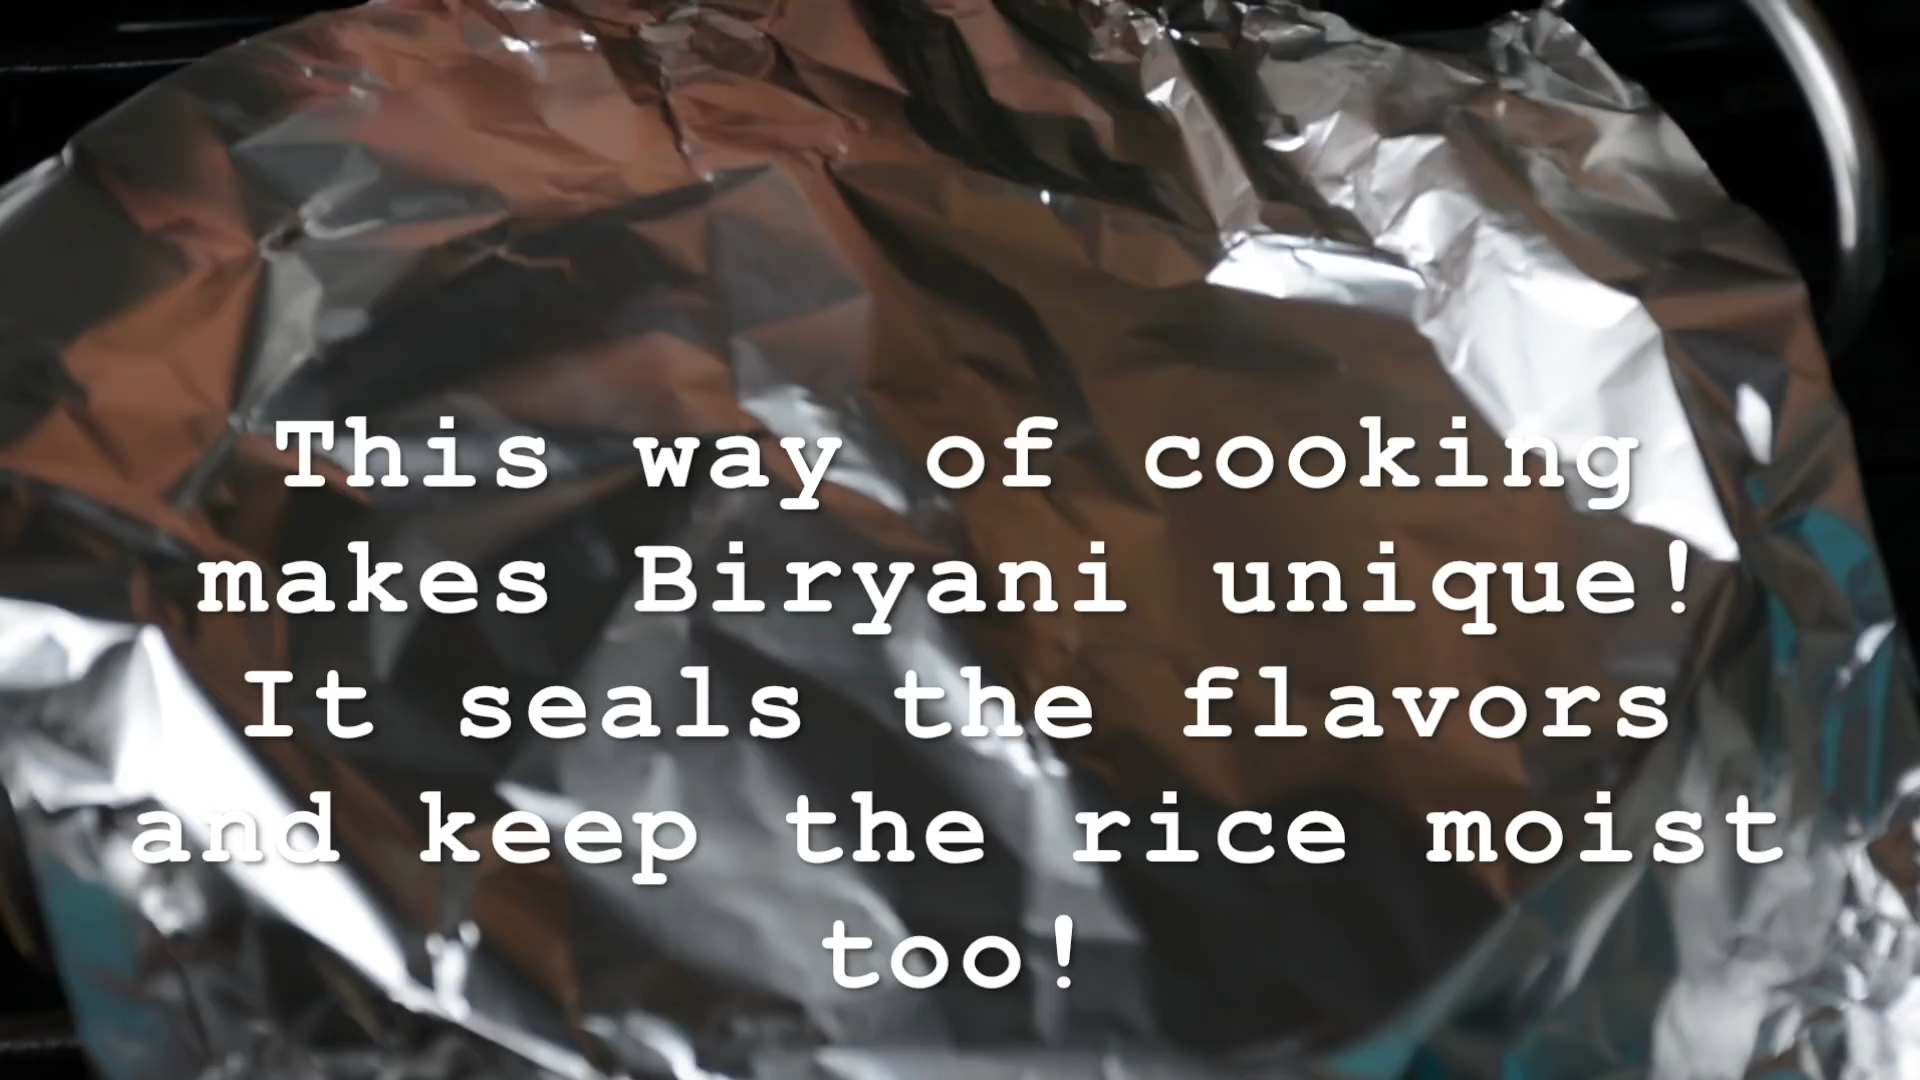 This way of cooking
makes Biryani unique!
It seals the flavors
and keep the rice moist
too!